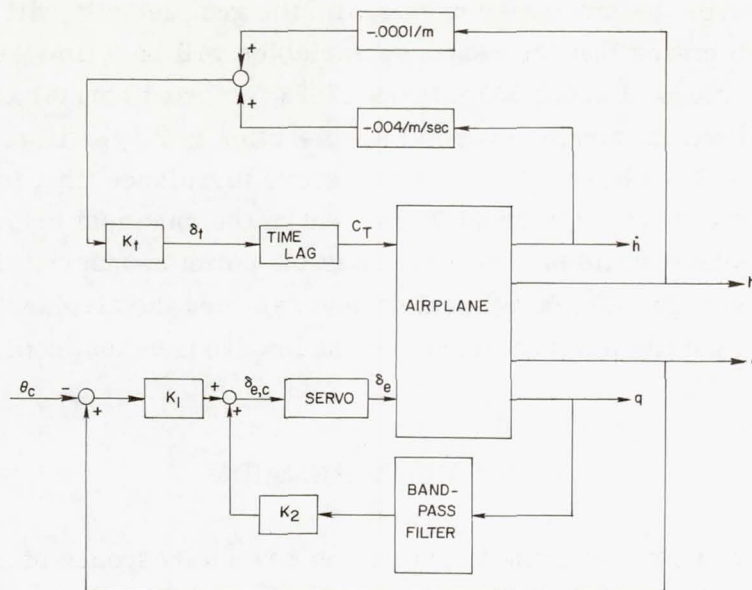 -.0001/m
+
+
-.004/m/sec
ḣ
K_t
δ_t
TIME LAG
C_T
AIRPLANE
h
θ_c
-
+
K_1
+
+
δ_e,c
SERVO
δ_e
q
K_2
BAND-
PASS
FILTER